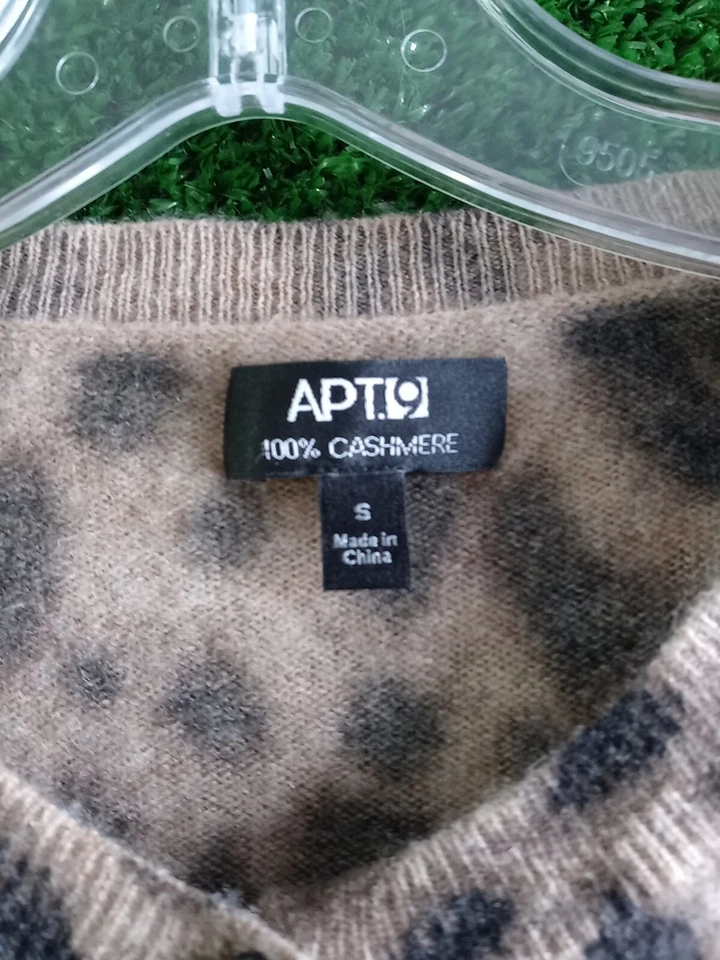 9505
APT.9
100% CASHMERE
S
Made in
China